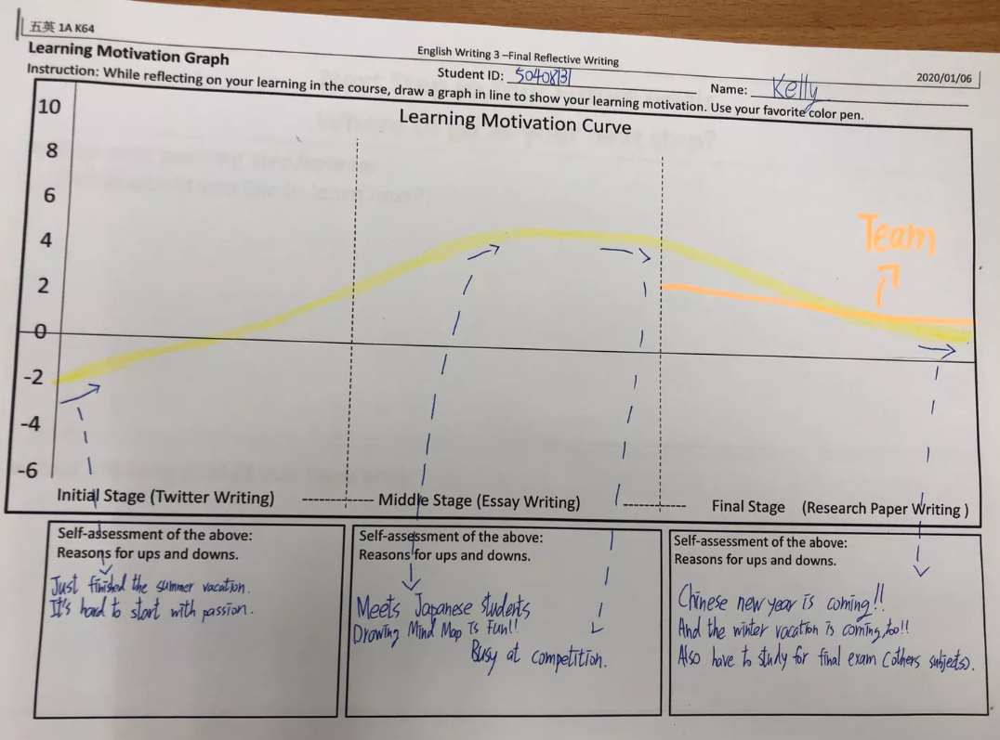 五英 1A K64
English Writing 3 –Final Reflective Writing
2020/01/06
Learning Motivation Graph
Student ID: 50408131
Name: Kelly
Instruction: While reflecting on your learning in the course, draw a graph in line to show your learning motivation. Use your favorite color pen.
Learning Motivation Curve
10
8
6
4
2
0
-2
-4
-6
Team
Initial Stage (Twitter Writing)
Middle Stage (Essay Writing)
Final Stage (Research Paper Writing )
Self-assessment of the above:
Reasons for ups and downs.
Just finished the summer vacation.
It's hard to start with passion.
Self-assessment of the above:
Reasons for ups and downs.
Meets Japanese students
Drawing Mind Map is Fun!!
Busy at competition.
Self-assessment of the above:
Reasons for ups and downs.
Chinese new year is coming!!
And the winter vacation is coming,too!!
Also have to study for final exam (others subjects).